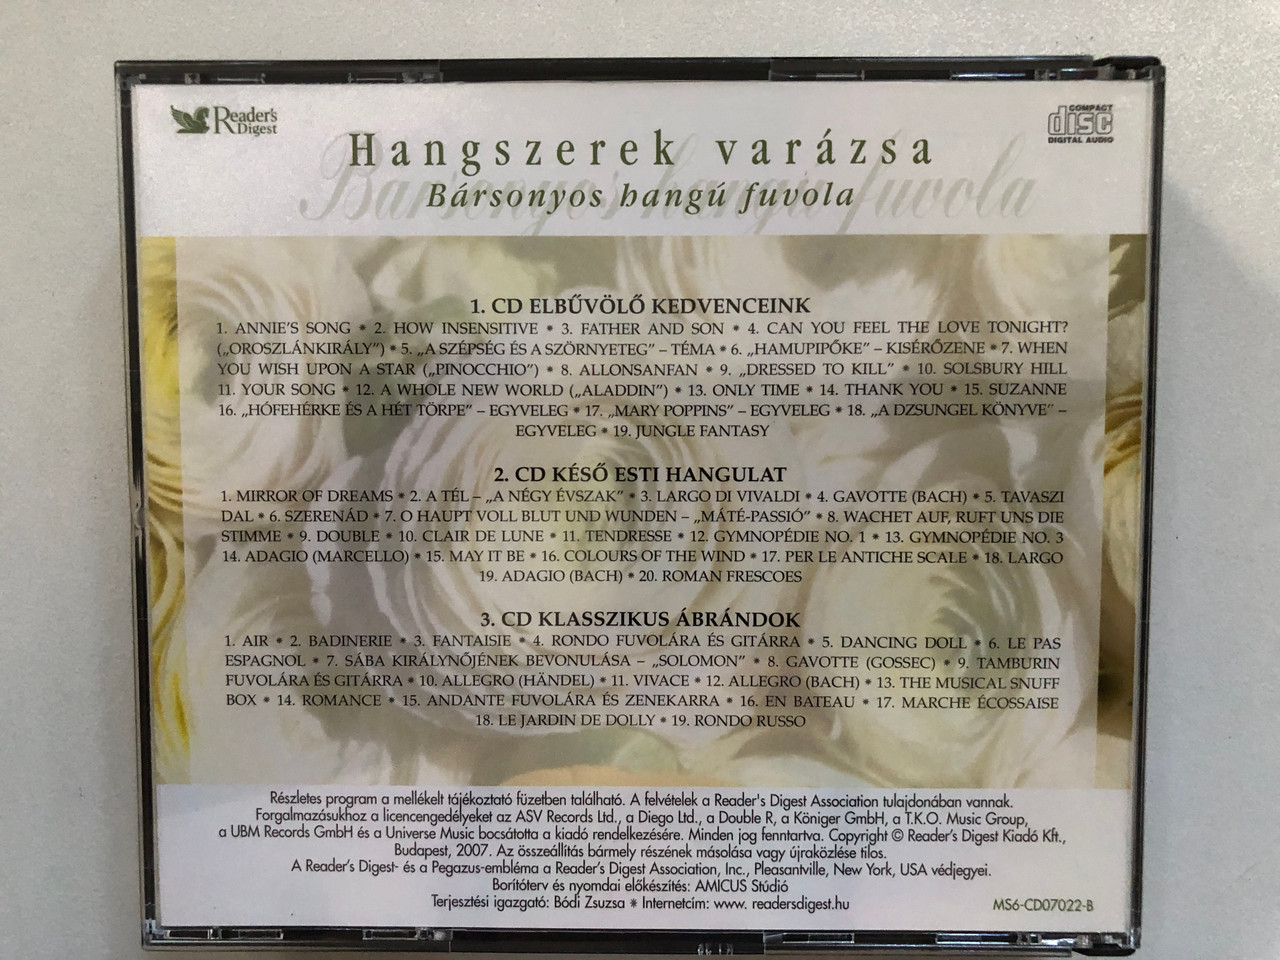 Reader's
Digest
COMPACT
disc
DIGITAL AUDIO
Hangszerek varázsa
Bársonyos hangú fuvola
Bársonyos hangú fuvola
1. CD ELBŰVÖLŐ KEDVENCEINK
1. ANNIE'S SONG * 2. HOW INSENSITIVE * 3. FATHER AND SON * 4. CAN YOU FEEL THE LOVE TONIGHT?
(„OROSZLÁNKIRÁLY”) * 5. „A SZÉPSÉG ÉS A SZÖRNYETEG” – TÉMA * 6. „HAMUPIPŐKE” – KISÉRŐZENE * 7. WHEN
YOU WISH UPON A STAR („PINOCCHIO”) * 8. ALLONSANFAN * 9. „DRESSED TO KILL” * 10. SOLSBURY HILL
11. YOUR SONG * 12. A WHOLE NEW WORLD („ALADDIN”) * 13. ONLY TIME * 14. THANK YOU * 15. SUZANNE
16. „HÓFEHÉRKE ÉS A HÉT TÖRPE” – EGYVELEG * 17. „MARY POPPINS” – EGYVELEG * 18. „A DZSUNGEL KÖNYVE” –
EGYVELEG * 19. JUNGLE FANTASY
2. CD KÉSŐ ESTI HANGULAT
1. MIRROR OF DREAMS * 2. A TÉL – „A NÉGY ÉVSZAK” * 3. LARGO DI VIVALDI * 4. GAVOTTE (BACH) * 5. TAVASZI
DAL * 6. SZERENÁD * 7. O HAUPT VOLL BLUT UND WUNDEN – „MÁTÉ-PASSIÓ” * 8. WACHET AUF, RUFT UNS DIE
STIMME * 9. DOUBLE * 10. CLAIR DE LUNE * 11. TENDRESSE * 12. GYMNOPÉDIE NO. 1 * 13. GYMNOPÉDIE NO. 3
14. ADAGIO (MARCELLO) * 15. MAY IT BE * 16. COLOURS OF THE WIND * 17. PER LE ANTICHE SCALE * 18. LARGO
19. ADAGIO (BACH) * 20. ROMAN FRESCOES
3. CD KLASSZIKUS ÁBRÁNDOK
1. AIR * 2. BADINERIE * 3. FANTAISIE * 4. RONDO FUVOLÁRA ÉS GITÁRRA * 5. DANCING DOLL * 6. LE PAS
ESPAGNOL * 7. SÁBA KIRÁLYNŐJÉNEK BEVONULÁSA – „SOLOMON” * 8. GAVOTTE (GOSSEC) * 9. TAMBURIN
FUVOLÁRA ÉS GITÁRRA * 10. ALLEGRO (HÄNDEL) * 11. VIVACE * 12. ALLEGRO (BACH) * 13. THE MUSICAL SNUFF
BOX * 14. ROMANCE * 15. ANDANTE FUVOLÁRA ÉS ZENEKARRA * 16. EN BATEAU * 17. MARCHE ÉCOSSAISE
18. LE JARDIN DE DOLLY * 19. RONDO RUSSO
Részletes program a mellékelt tájékoztató füzetben található. A felvételek a Reader's Digest Association tulajdonában vannak.
Forgalmazásukhoz a licencengedélyeket az ASV Records Ltd., a Diego Ltd., a Double R, a Königer GmbH, a T.K.O. Music Group,
a UBM Records GmbH és a Universe Music bocsátotta a kiadó rendelkezésére. Minden jog fenntartva. Copyright © Reader's Digest Kiadó Kft.,
Budapest, 2007. Az összeállítás bármely részének másolása vagy újraközlése tilos.
A Reader's Digest- és a Pegazus-embléma a Reader's Digest Association, Inc., Pleasantville, New York, USA védjegyei.
Borítóterv és nyomdai előkészítés: AMICUS Stúdió
Terjesztési igazgató: Bódi Zsuzsa * Internetcím: www. readersdigest.hu
MS6-CD07022-B